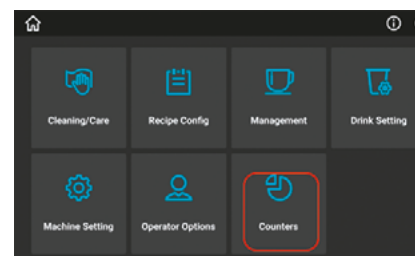 Cleaning/Care
Recipe Config
Management
Drink Setting
Machine Setting
Operator Options
Counters